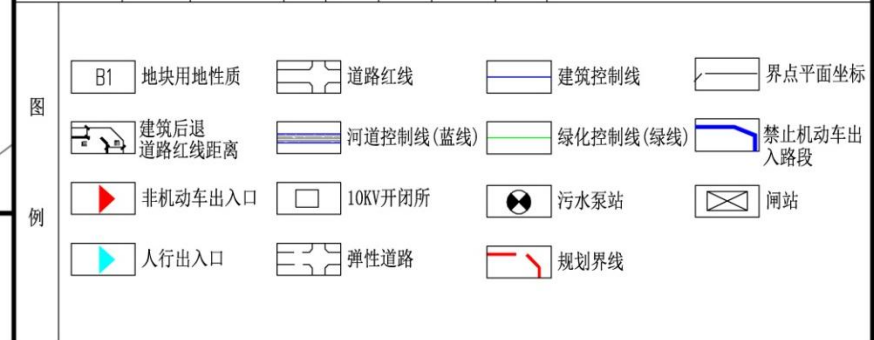 图
例
B1 地块用地性质
道路红线
建筑控制线
界点平面坐标
建筑后退
道路红线距离
河道控制线(蓝线)
绿化控制线(绿线)
禁止机动车出
入路段
非机动车出入口
10KV开闭所
污水泵站
闸站
人行出入口
弹性道路
规划界线